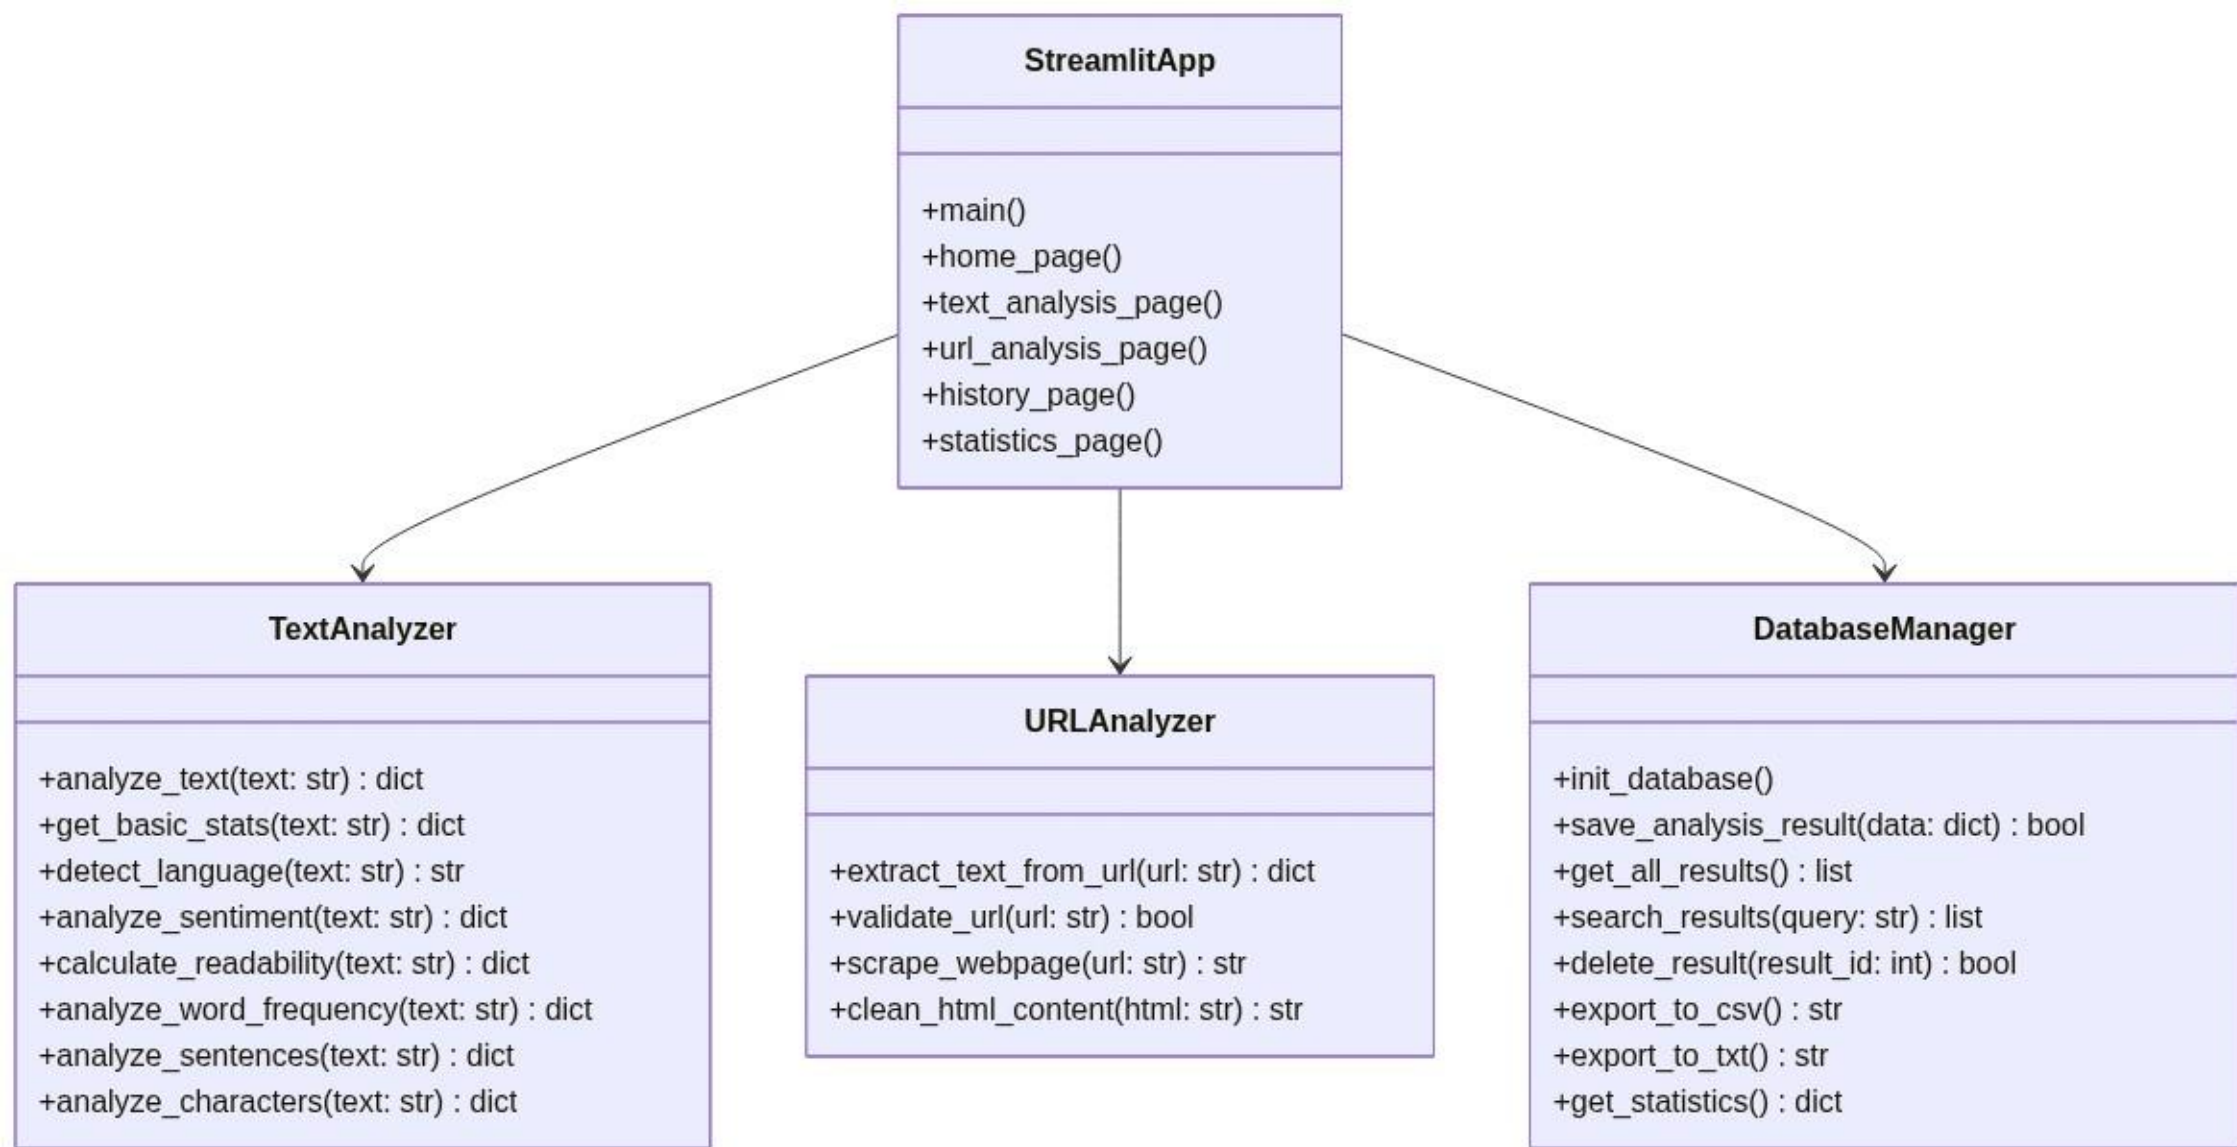 StreamlitApp
+main()
+home_page()
+text_analysis_page()
+url_analysis_page()
+history_page()
+statistics_page()
TextAnalyzer
+analyze_text(text: str) : dict
+get_basic_stats(text: str) : dict
+detect_language(text: str) : str
+analyze_sentiment(text: str) : dict
+calculate_readability(text: str) : dict
+analyze_word_frequency(text: str) : dict
+analyze_sentences(text: str) : dict
+analyze_characters(text: str) : dict
URLAnalyzer
+extract_text_from_url(url: str) : dict
+validate_url(url: str) : bool
+scrape_webpage(url: str) : str
+clean_html_content(html: str) : str
DatabaseManager
+init_database()
+save_analysis_result(data: dict) : bool
+get_all_results() : list
+search_results(query: str) : list
+delete_result(result_id: int) : bool
+export_to_csv() : str
+export_to_txt() : str
+get_statistics() : dict